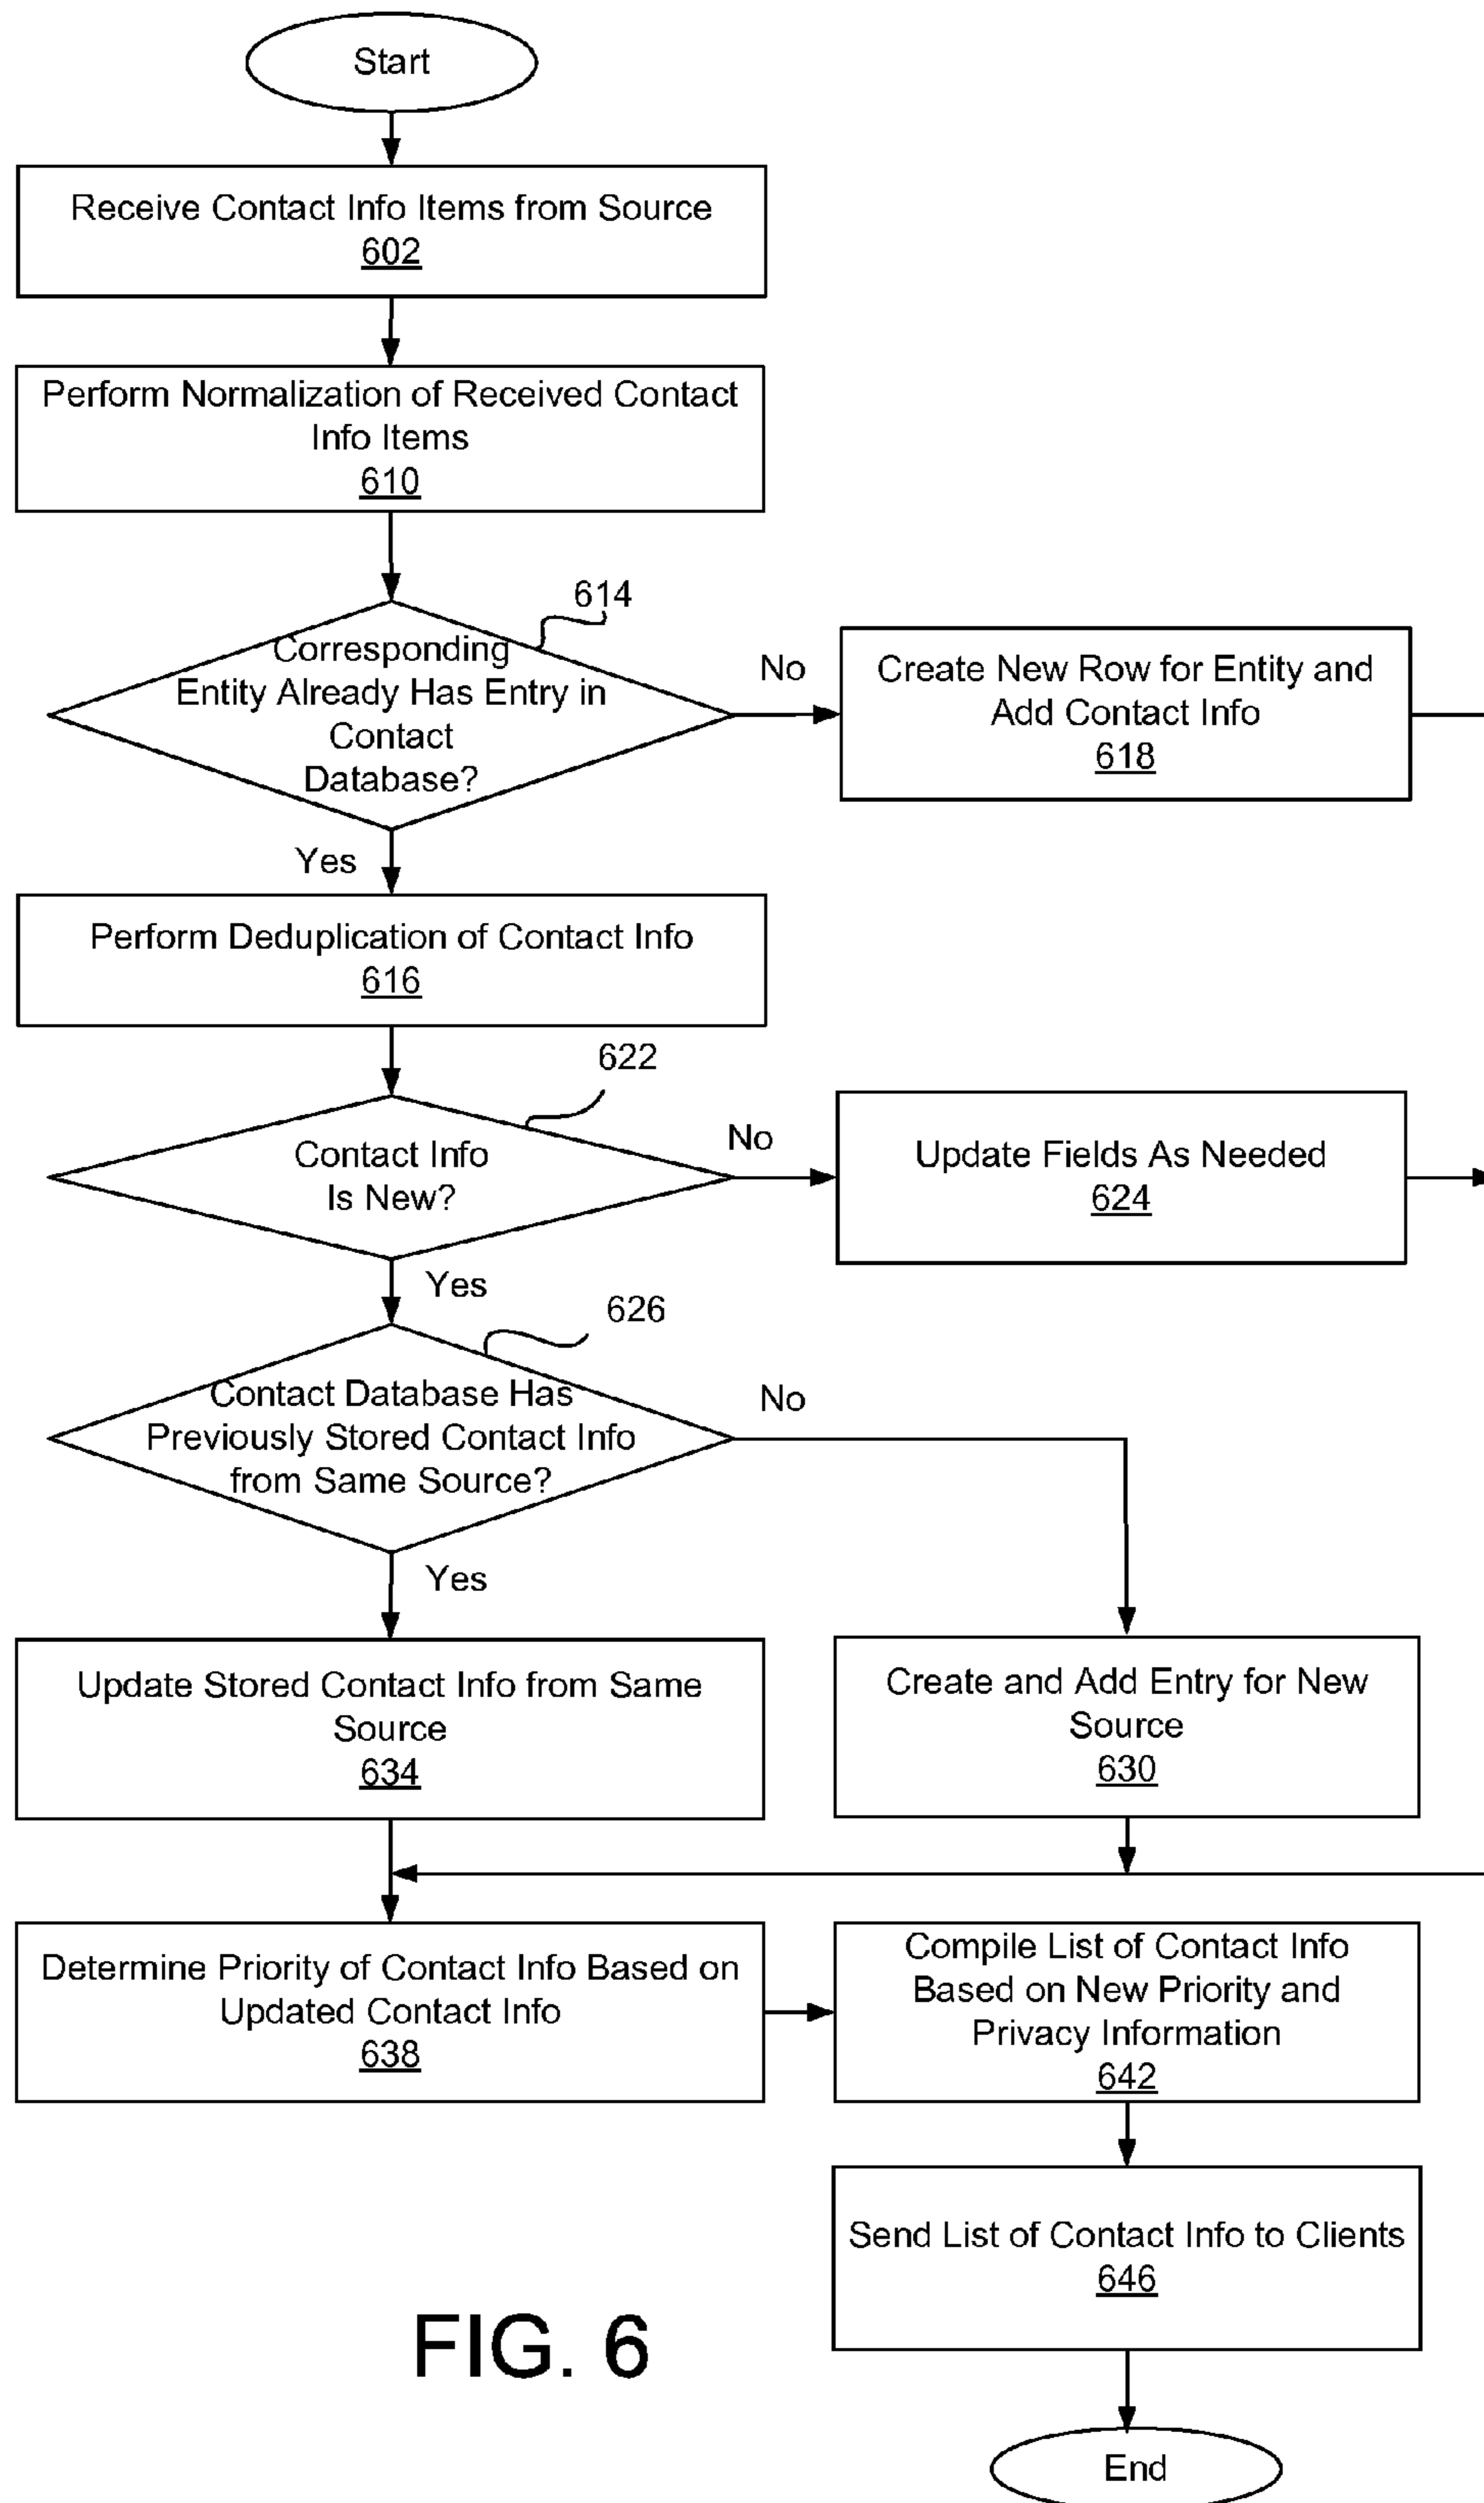 Start
Receive Contact Info Items from Source
602
Perform Normalization of Received Contact
Info Items
610
614
Corresponding
Entity Already Has Entry in
Contact
Database?
No
Create New Row for Entity and
Add Contact Info
618
Yes
Perform Deduplication of Contact Info
616
622
Contact Info
Is New?
No
Update Fields As Needed
624
Yes
626
Contact Database Has
Previously Stored Contact Info
from Same Source?
No
Yes
Update Stored Contact Info from Same
Source
634
Create and Add Entry for New
Source
630
Determine Priority of Contact Info Based on
Updated Contact Info
638
Compile List of Contact Info
Based on New Priority and
Privacy Information
642
Send List of Contact Info to Clients
646
FIG. 6
End